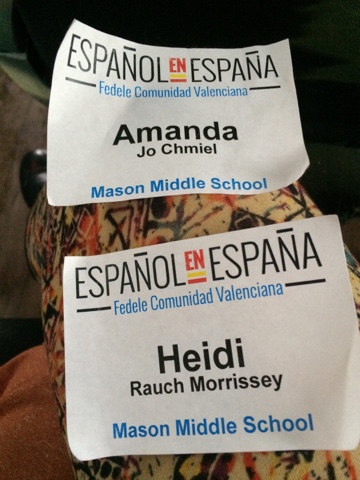 ESPAÑOL EN ESPAÑA
Fedele Comunidad Valenciana
Amanda
Jo Chmiel
Mason Middle School
ESPAÑOL EN ESPAÑA
Fedele Comunidad Valenciana
Heidi
Rauch Morrissey
Mason Middle School